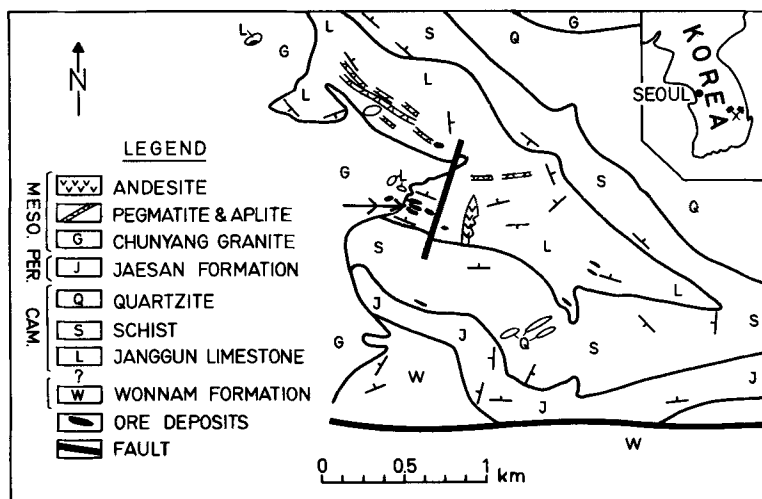 N
LEGEND
ANDESITE
PEGMATITE & APLITE
G CHUNYANG GRANITE
J JAESAN FORMATION
Q QUARTZITE
S SCHIST
L JANGGUN LIMESTONE
?
W WONNAM FORMATION
ORE DEPOSITS
FAULT
MESO.
PER.
CAM.
0 0.5 1
km
KOREA
SEOUL
L
G
L
S
Q
G
L
L
G
S
Q
L
S
L
J
J
Q
S
S
G
W
J
J
W